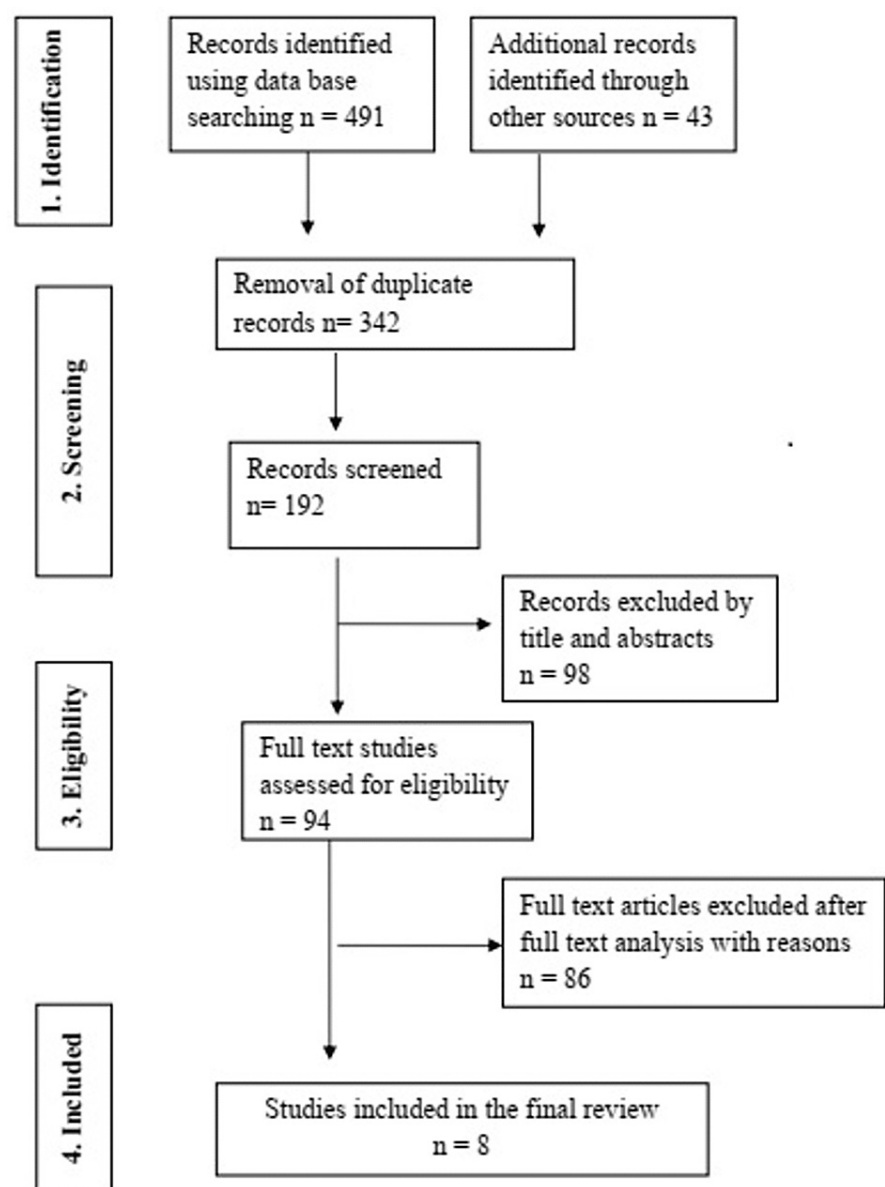 1. Identification
Records identified
using data base
searching n = 491
Additional records
identified through
other sources n = 43
Removal of duplicate
records n= 342
2. Screening
Records screened
n= 192
Records excluded by
title and abstracts
n = 98
3. Eligibility
Full text studies
assessed for eligibility
n = 94
Full text articles excluded after
full text analysis with reasons
n = 86
4. Included
Studies included in the final review
n = 8